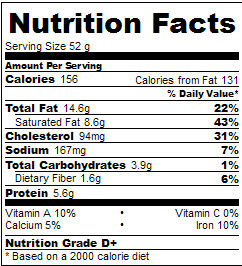 Nutrition Facts
Serving Size 52 g
Amount Per Serving
Calories 156 Calories from Fat 131
% Daily Value*
Total Fat 14.6g 22%
Saturated Fat 8.6g 43%
Cholesterol 94mg 31%
Sodium 167mg 7%
Total Carbohydrates 3.9g 1%
Dietary Fiber 1.6g 6%
Protein 5.6g
Vitamin A 10% • Vitamin C 0%
Calcium 5% • Iron 10%
Nutrition Grade D+
* Based on a 2000 calorie diet